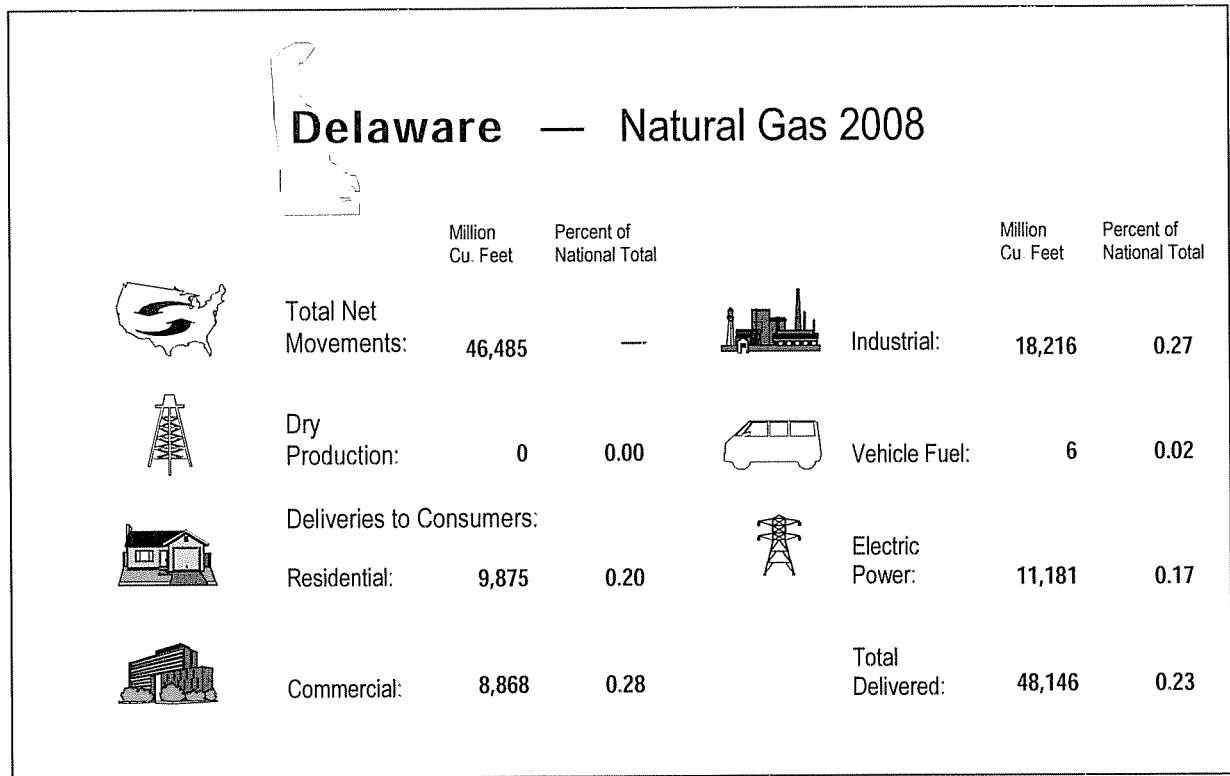 Delaware — Natural Gas 2008
Million Cu. Feet
Percent of National Total
Total Net Movements: 46,485 —
Dry Production: 0 0.00
Deliveries to Consumers:
Residential: 9,875 0.20
Commercial: 8,868 0.28
Million Cu. Feet
Percent of National Total
Industrial: 18,216 0.27
Vehicle Fuel: 6 0.02
Electric Power: 11,181 0.17
Total Delivered: 48,146 0.23